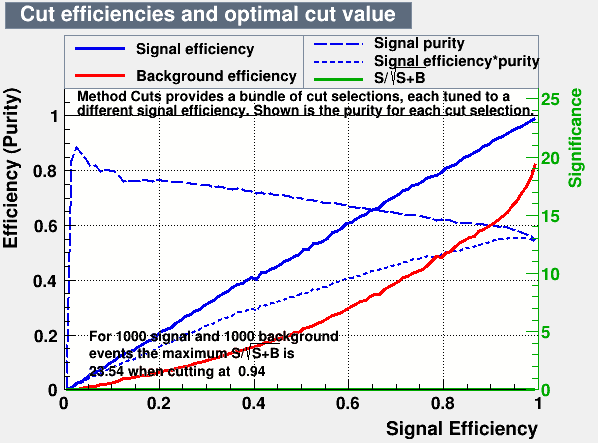 Cut efficiencies and optimal cut value
Signal efficiency
Background efficiency
Signal purity
Signal efficiency*purity
S/√S+B
Method Cuts provides a bundle of cut selections, each tuned to a
different signal efficiency. Shown is the purity for each cut selection.
Efficiency (Purity)
1
0.8
0.6
0.4
0.2
0
25
20
15
10
5
0
Significance
For 1000 signal and 1000 background
events the maximum S/√S+B is
23.54 when cutting at 0.94
0
0.2
0.4
0.6
0.8
1
Signal Efficiency